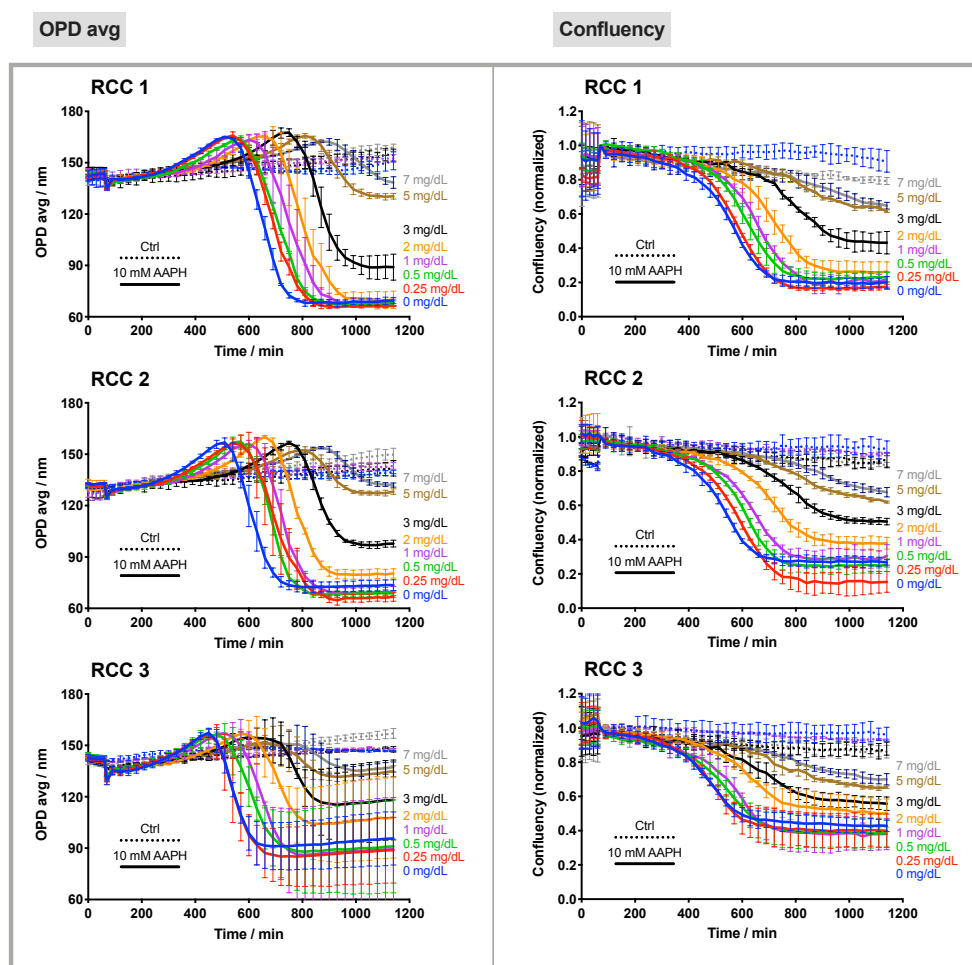 OPD avg
Confluency
RCC 1
OPD avg / nm
180
150
120
90
60
0 200 400 600 800 1000 1200
Time / min
Ctrl
10 mM AAPH
7 mg/dL
5 mg/dL
3 mg/dL
2 mg/dL
1 mg/dL
0.5 mg/dL
0.25 mg/dL
0 mg/dL
RCC 1
Confluency (normalized)
1.2
1.0
0.8
0.6
0.4
0.2
0.0
0 200 400 600 800 1000 1200
Time / min
Ctrl
10 mM AAPH
7 mg/dL
5 mg/dL
3 mg/dL
2 mg/dL
1 mg/dL
0.5 mg/dL
0.25 mg/dL
0 mg/dL
RCC 2
OPD avg / nm
180
150
120
90
60
0 200 400 600 800 1000 1200
Time / min
Ctrl
10 mM AAPH
7 mg/dL
5 mg/dL
3 mg/dL
2 mg/dL
1 mg/dL
0.5 mg/dL
0.25 mg/dL
0 mg/dL
RCC 2
Confluency (normalized)
1.2
1.0
0.8
0.6
0.4
0.2
0.0
0 200 400 600 800 1000 1200
Time / min
Ctrl
10 mM AAPH
7 mg/dL
5 mg/dL
3 mg/dL
2 mg/dL
1 mg/dL
0.5 mg/dL
0.25 mg/dL
0 mg/dL
RCC 3
OPD avg / nm
180
150
120
90
60
0 200 400 600 800 1000 1200
Time / min
Ctrl
10 mM AAPH
7 mg/dL
5 mg/dL
3 mg/dL
2 mg/dL
1 mg/dL
0.5 mg/dL
0.25 mg/dL
0 mg/dL
RCC 3
Confluency (normalized)
1.2
1.0
0.8
0.6
0.4
0.2
0.0
0 200 400 600 800 1000 1200
Time / min
Ctrl
10 mM AAPH
7 mg/dL
5 mg/dL
3 mg/dL
2 mg/dL
1 mg/dL
0.5 mg/dL
0.25 mg/dL
0 mg/dL